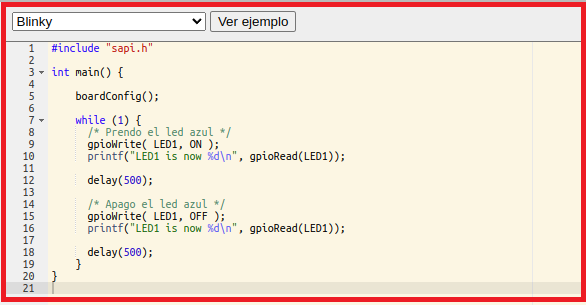 Blinky Ver ejemplo
1 #include "sapi.h"
2
3 int main() {
4
5 boardConfig();
6
7 while (1) {
8 /* Prendo el led azul */
9 gpioWrite( LED1, ON );
10 printf("LED1 is now %d\n", gpioRead(LED1));
11
12 delay(500);
13
14 /* Apago el led azul */
15 gpioWrite( LED1, OFF );
16 printf("LED1 is now %d\n", gpioRead(LED1));
17
18 delay(500);
19 }
20 }
21